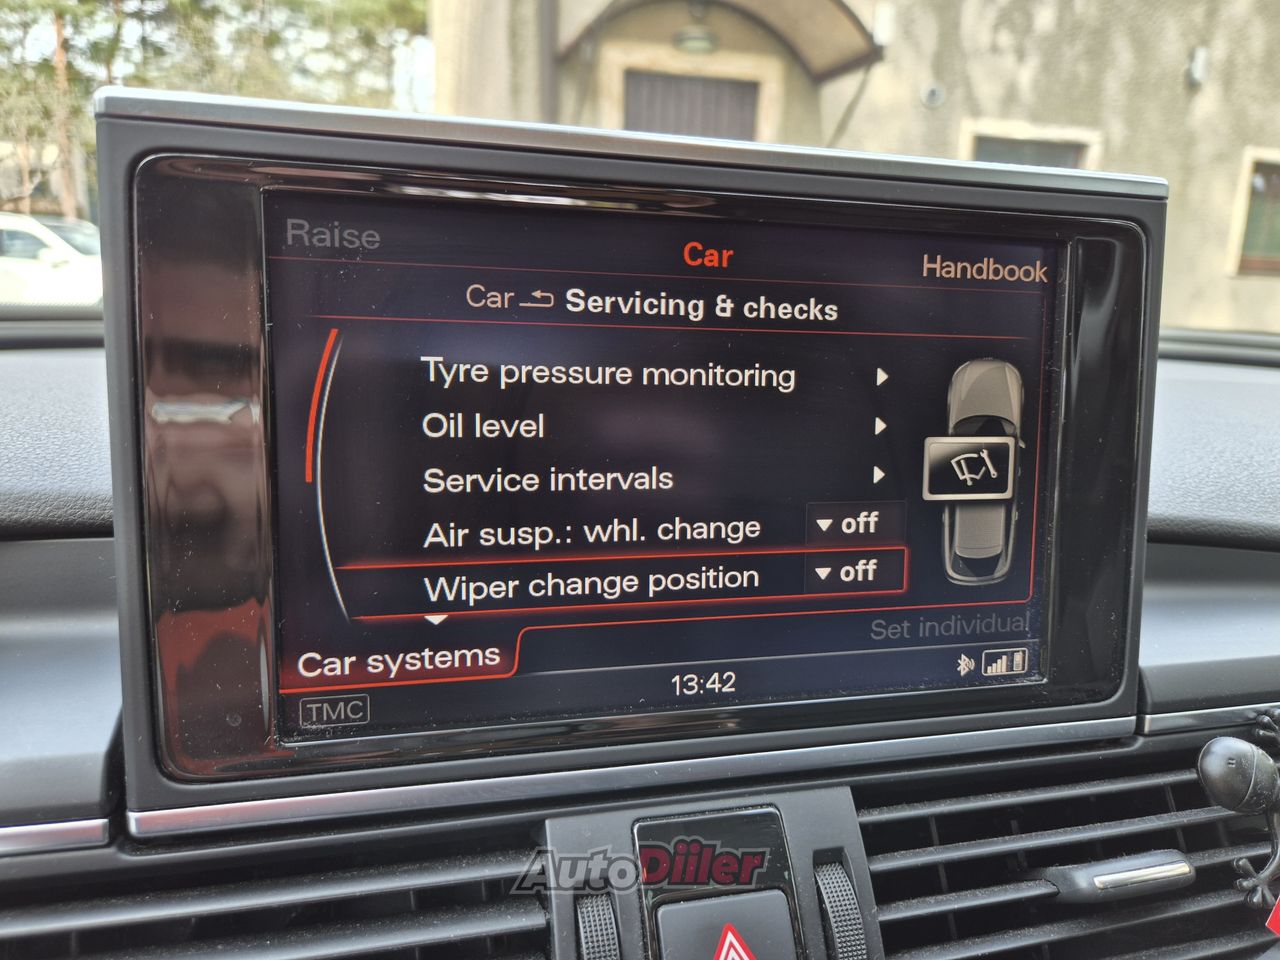 Raise
Car
Handbook
Car Servicing & checks
Tyre pressure monitoring
Oil level
Service intervals
Air susp.: whl. change off
Wiper change position off
Set individual
Car systems
13:42
TMC
AutoDiiler